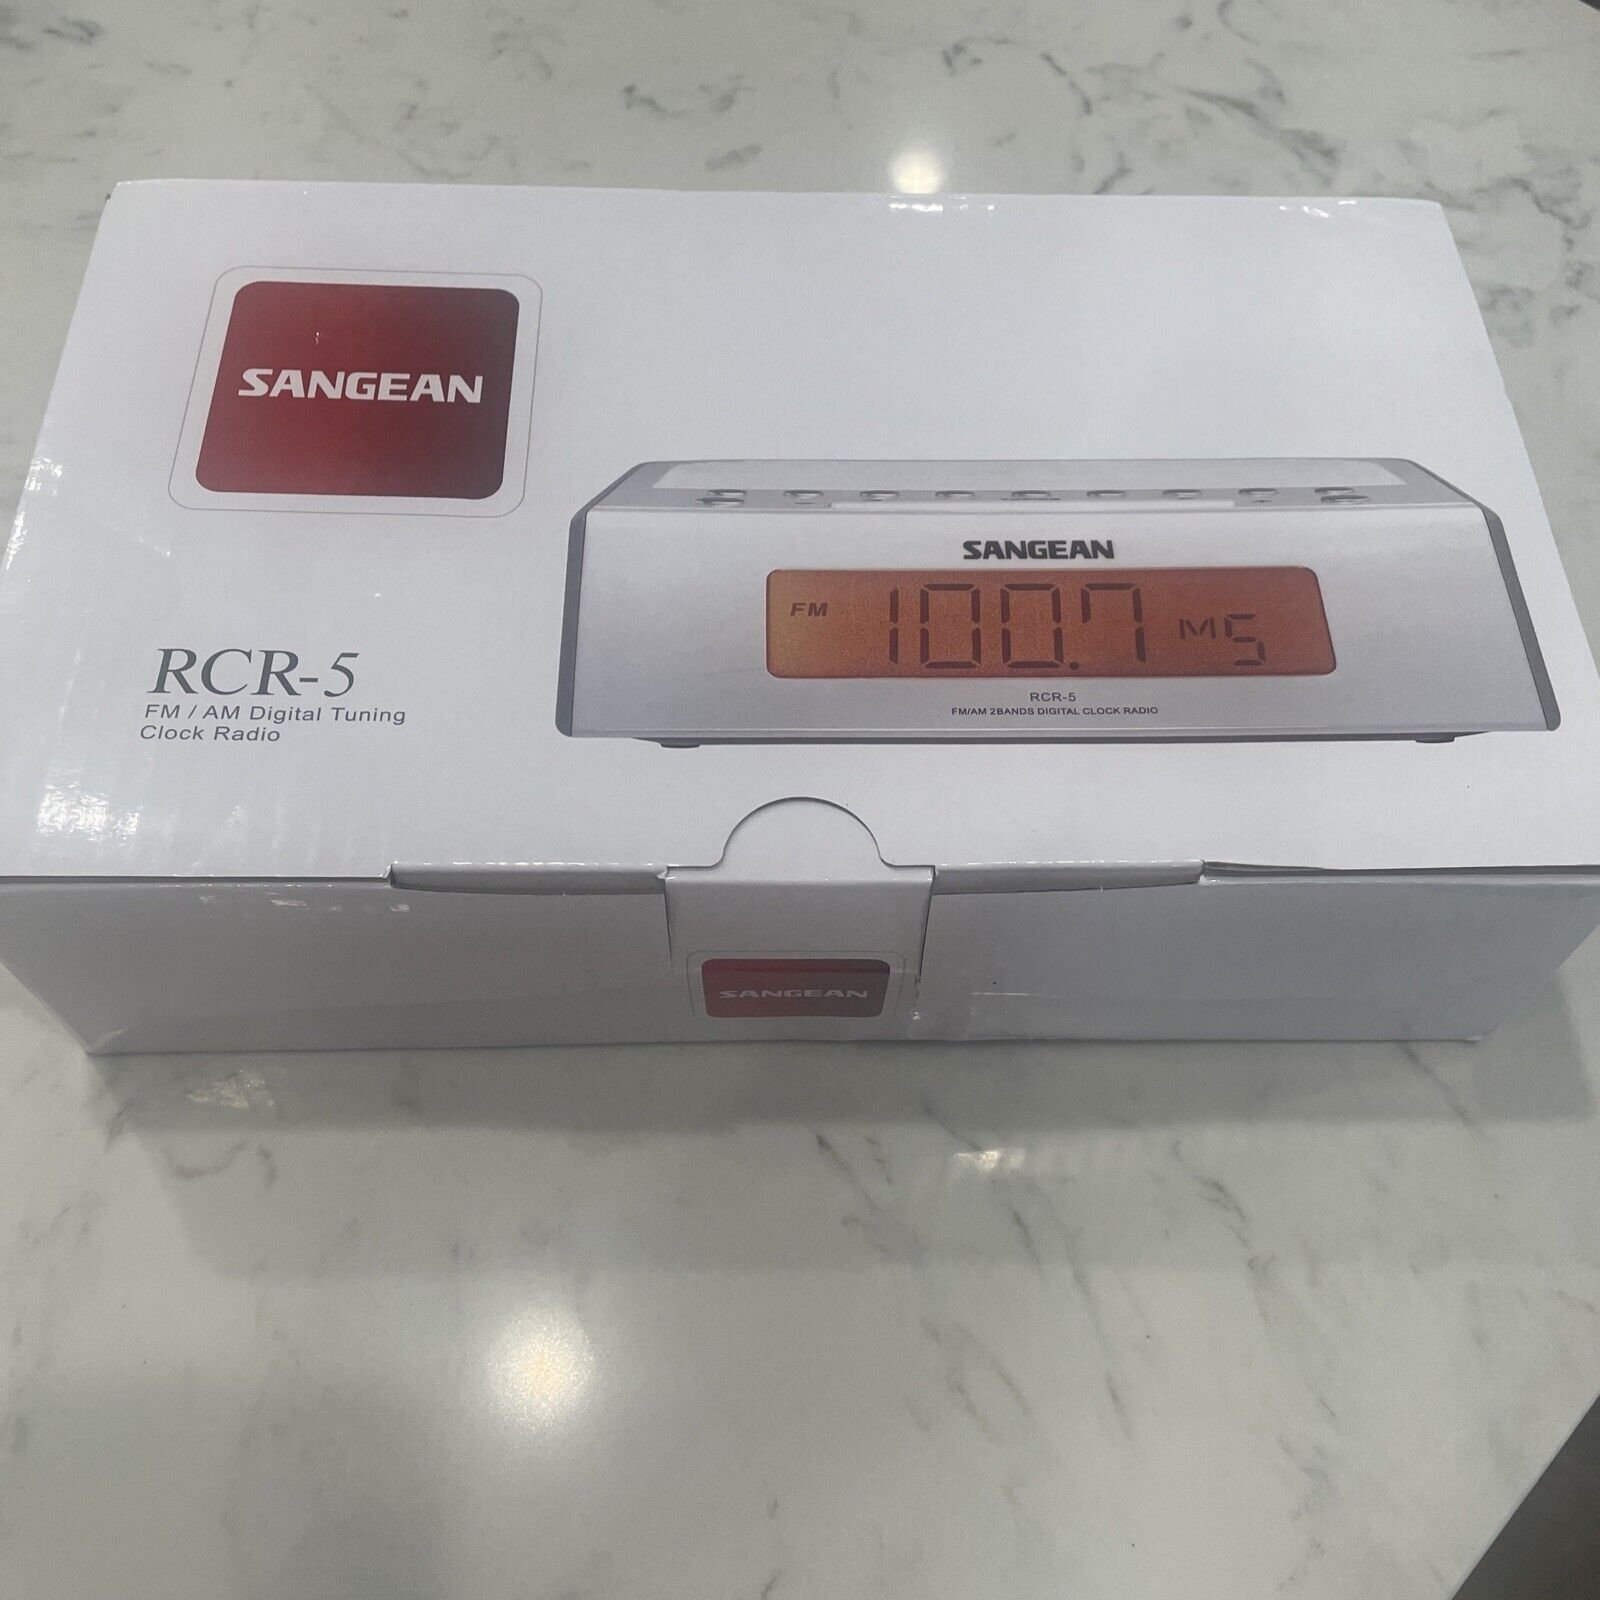 SANGEAN
SANGEAN
FM 100.7 M5
RCR-5
FM/AM 2BANDS DIGITAL CLOCK RADIO
RCR-5
FM / AM Digital Tuning
Clock Radio
SANGEAN